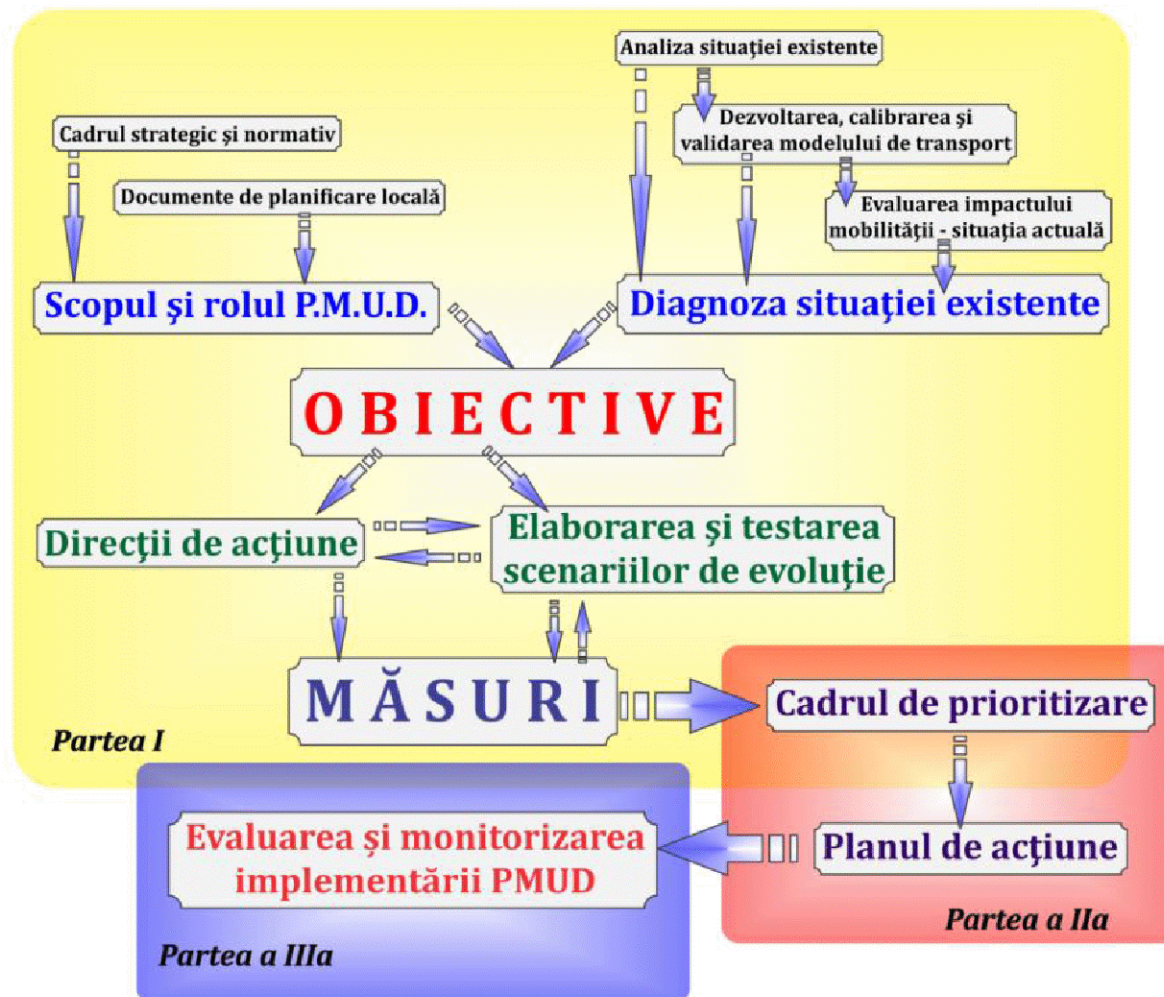 Analiza situației existente
Cadrul strategic și normativ
Dezvoltarea, calibrarea și
validarea modelului de transport
Documente de planificare locală
Evaluarea impactului
mobilității - situația actuală
Scopul și rolul P.M.U.D.
Diagnoza situației existente
O B I E C T I V E
Direcții de acțiune
Elaborarea și testarea
scenariilor de evoluție
M Ă S U R I
Cadrul de prioritizare
Partea I
Evaluarea și monitorizarea
implementării PMUD
Planul de acțiune
Partea a IIa
Partea a IIIa